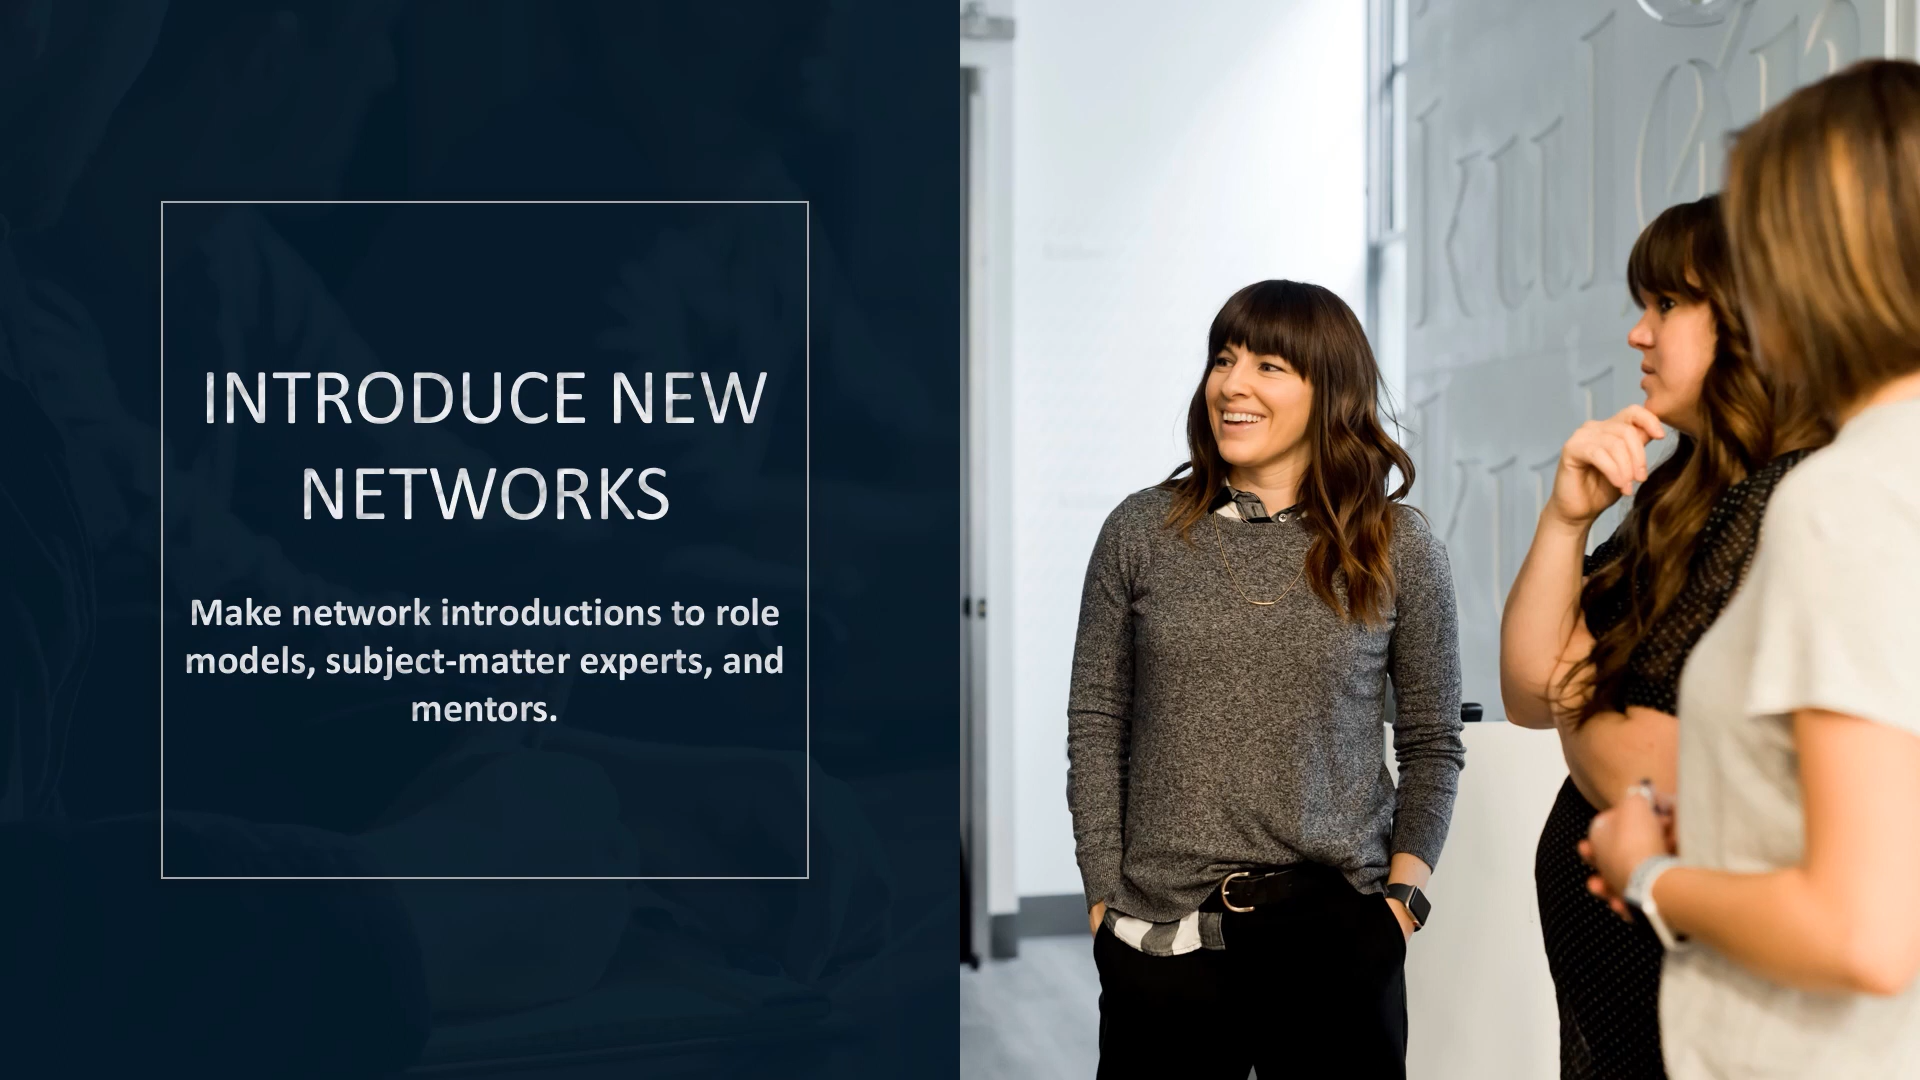 INTRODUCE NEW
NETWORKS
Make network introductions to role
models, subject-matter experts, and
mentors.